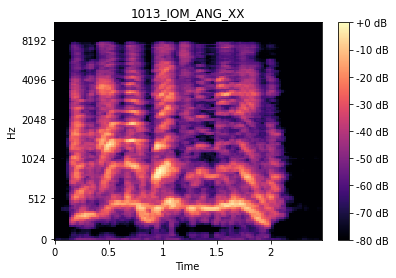 1013_IOM_ANG_XX
+0 dB
8192
-10 dB
4096
-20 dB
-30 dB
2048
Hz
-40 dB
1024
-50 dB
512
-60 dB
-70 dB
0
-80 dB
0
0.5
1
1.5
2
Time